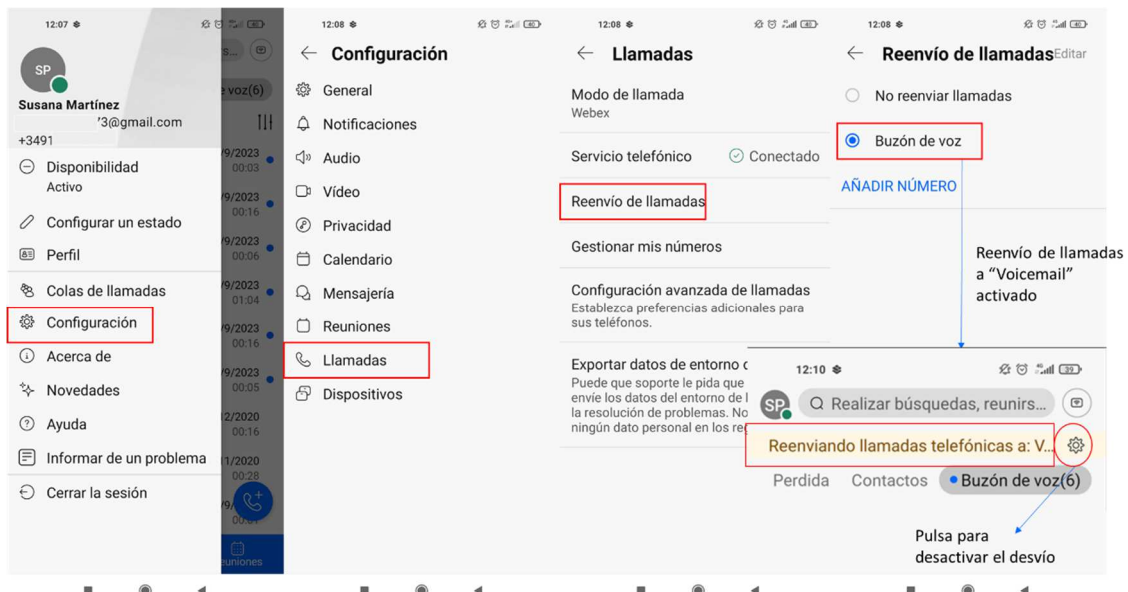 12:07
40
SP
Susana Martínez
3@gmail.com
+3491
Disponibilidad
Activo
Configurar un estado
Perfil
Colas de llamadas
Configuración
Acerca de
Novedades
Ayuda
Informar de un problema
Cerrar la sesión
s...
voz(6)
/9/2023
00:03
/9/2023
00:16
/9/2023
00:06
/9/2023
01:04
/9/2023
00:16
/9/2023
00:05
2/2020
00:16
1/2020
00:28
euniones
12:08
40
Configuración
General
Notificaciones
Audio
Vídeo
Privacidad
Calendario
Mensajería
Reuniones
Llamadas
Dispositivos
12:08
40
Llamadas
Modo de llamada
Webex
Servicio telefónico Conectado
Reenvío de llamadas
Gestionar mis números
Configuración avanzada de llamadas
Establezca preferencias adicionales para
sus teléfonos.
Exportar datos de entorno
Puede que soporte le pida que
envíe los datos del entorno de
la resolución de problemas. No
ningún dato personal en los
12:08
40
Reenvío de llamadas Editar
No reenviar llamadas
Buzón de voz
AÑADIR NÚMERO
Reenvío de llamadas
a “Voicemail”
activado
12:10
39
SP
Realizar búsquedas, reunirs...
Reenviando llamadas telefónicas a: V...
Perdida Contactos Buzón de voz(6)
Pulsa para
desactivar el desvío